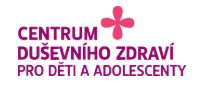 CENTRUM
DUŠEVNÍHO ZDRAVÍ
PRO DĚTI A ADOLESCENTY